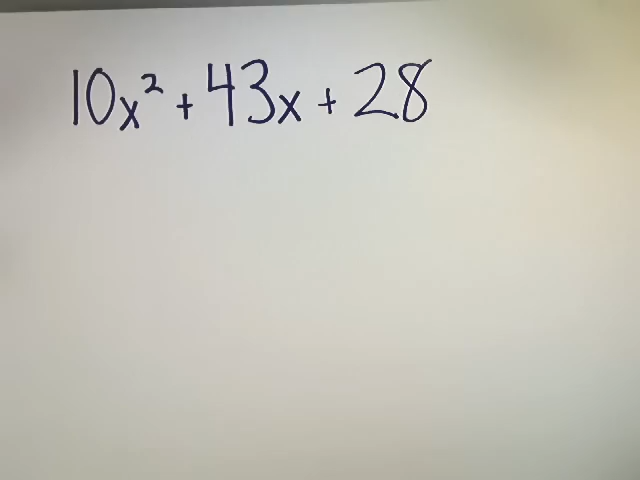 10x² + 43x + 28